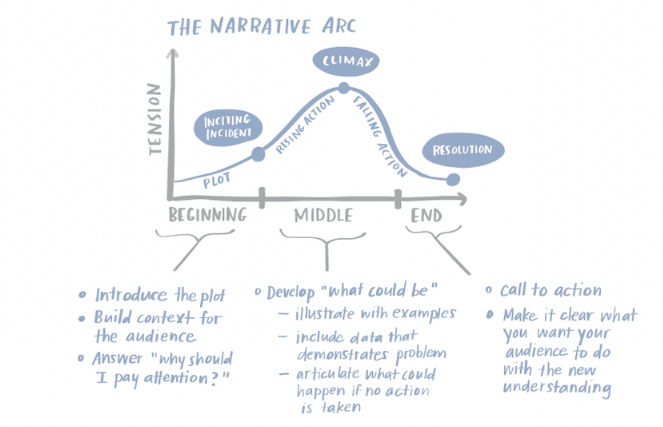 THE NARRATIVE ARC
CLIMAX
TENSION
INCITING
INCIDENT
RISING ACTION
FALLING ACTION
RESOLUTION
PLOT
BEGINNING
MIDDLE
END
Introduce the plot
Build context for
the audience
Answer "why should
I pay attention?"
Develop "what could be"
- illustrate with examples
- include data that
demonstrates problem
- articulate what could
happen if no action
is taken
Call to action
Make it clear what
you want your
audience to do
with the new
understanding